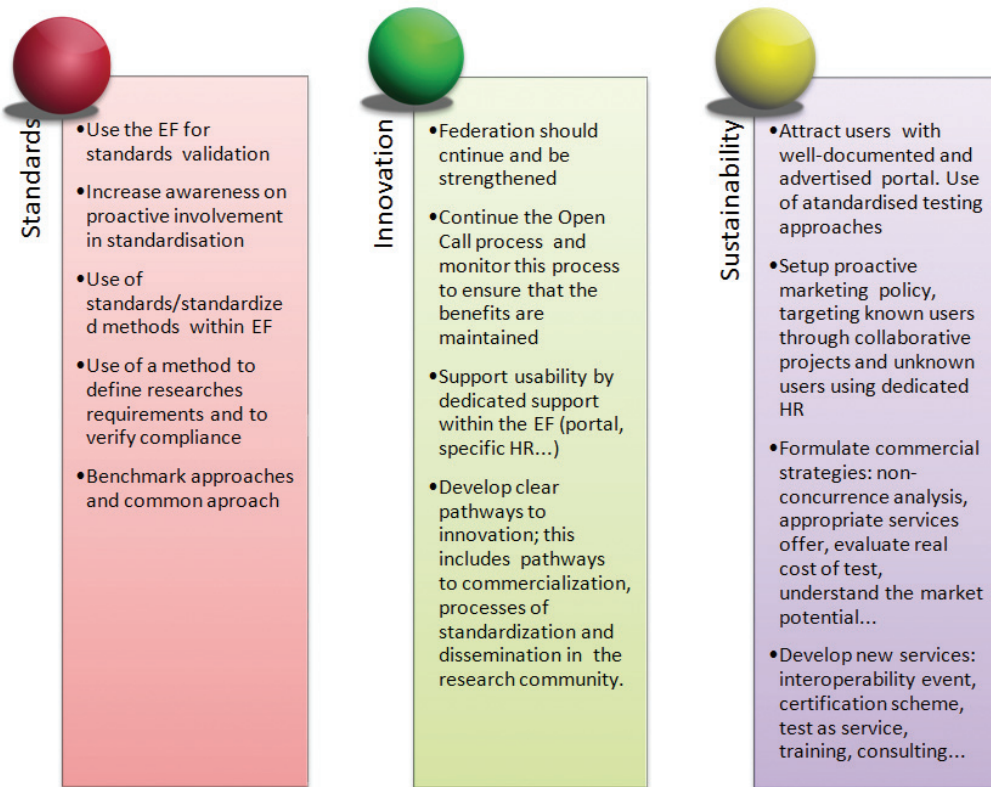 Standards
•Use the EF for
standards validation
•Increase awareness on
proactive involvement
in standardisation
•Use of
standards/standardize
d methods within EF
•Use of a method to
define researches
requirements and to
verify compliance
•Benchmark approaches
and common aproach
Innovation
•Federation should
cntinue and be
strengthened
•Continue the Open
Call process and
monitor this process
to ensure that the
benefits are
maintained
•Support usability by
dedicated support
within the EF (portal,
specific HR...)
•Develop clear
pathways to
innovation; this
includes pathways
to commercialization,
processes of
standardization and
dissemination in the
research community.
Sustainability
•Attract users with
well-documented and
advertised portal. Use
of atandardised testing
approaches
•Setup proactive
marketing policy,
targeting known users
through collaborative
projects and unknown
users using dedicated
HR
•Formulate commercial
strategies: non-
concurrence analysis,
appropriate services
offer, evaluate real
cost of test,
understand the market
potential...
•Develop new services:
interoperability event,
certification scheme,
test as service,
training, consulting...